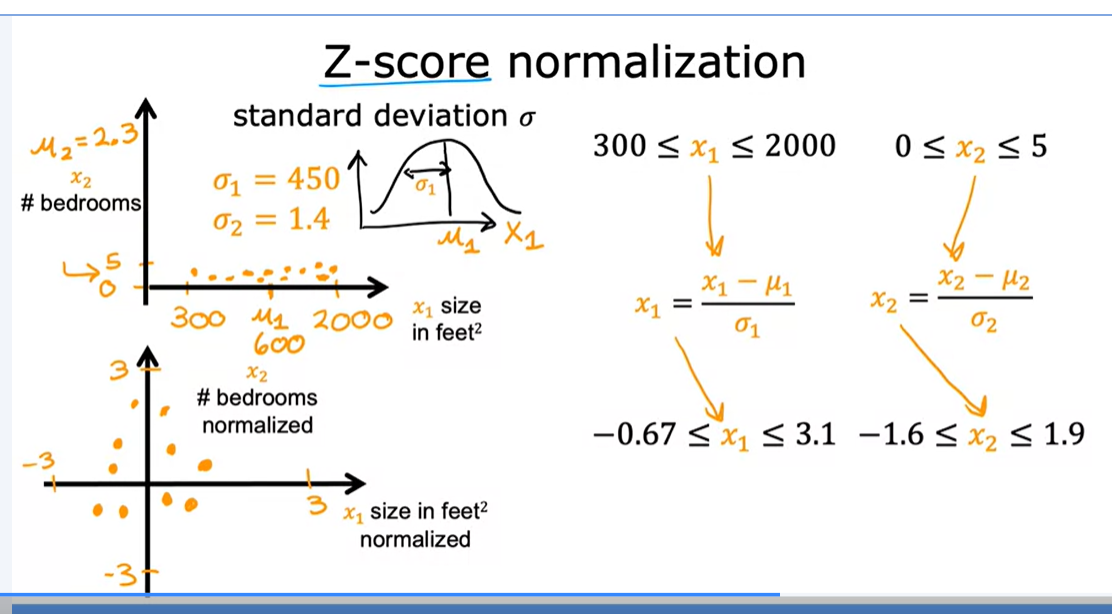 Z-score normalization
standard deviation σ
μ₂=2.3
x₂
# bedrooms
σ₁ = 450
σ₂ = 1.4
σ₁
μ₁
x₁
5
0
300
μ₁
2000
600
x₁ size
in feet²
300 ≤ x₁ ≤ 2000
0 ≤ x₂ ≤ 5
x₁ = (x₁ − μ₁) / σ₁
x₂ = (x₂ − μ₂) / σ₂
−0.67 ≤ x₁ ≤ 3.1
−1.6 ≤ x₂ ≤ 1.9
3
x₂
# bedrooms
normalized
−3
3
x₁ size in feet²
normalized
-3